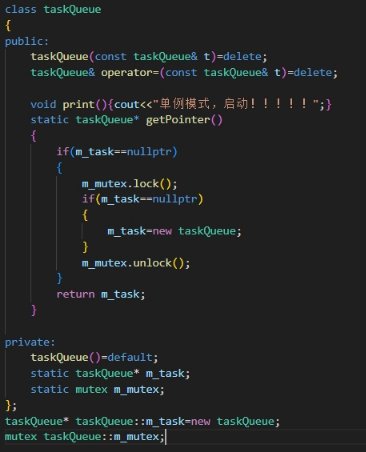 class taskQueue
{
public:
    taskQueue(const taskQueue& t)=delete;
    taskQueue& operator=(const taskQueue& t)=delete;

    void print(){cout<<"单例模式，启动！！！！！";}
    static taskQueue* getPointer()
    {
        if(m_task==nullptr)
        {
            m_mutex.lock();
            if(m_task==nullptr)
            {
                m_task=new taskQueue;
            }
            m_mutex.unlock();
        }
        return m_task;
    }

private:
    taskQueue()=default;
    static taskQueue* m_task;
    static mutex m_mutex;
};
taskQueue* taskQueue::m_task=new taskQueue;
mutex taskQueue::m_mutex;